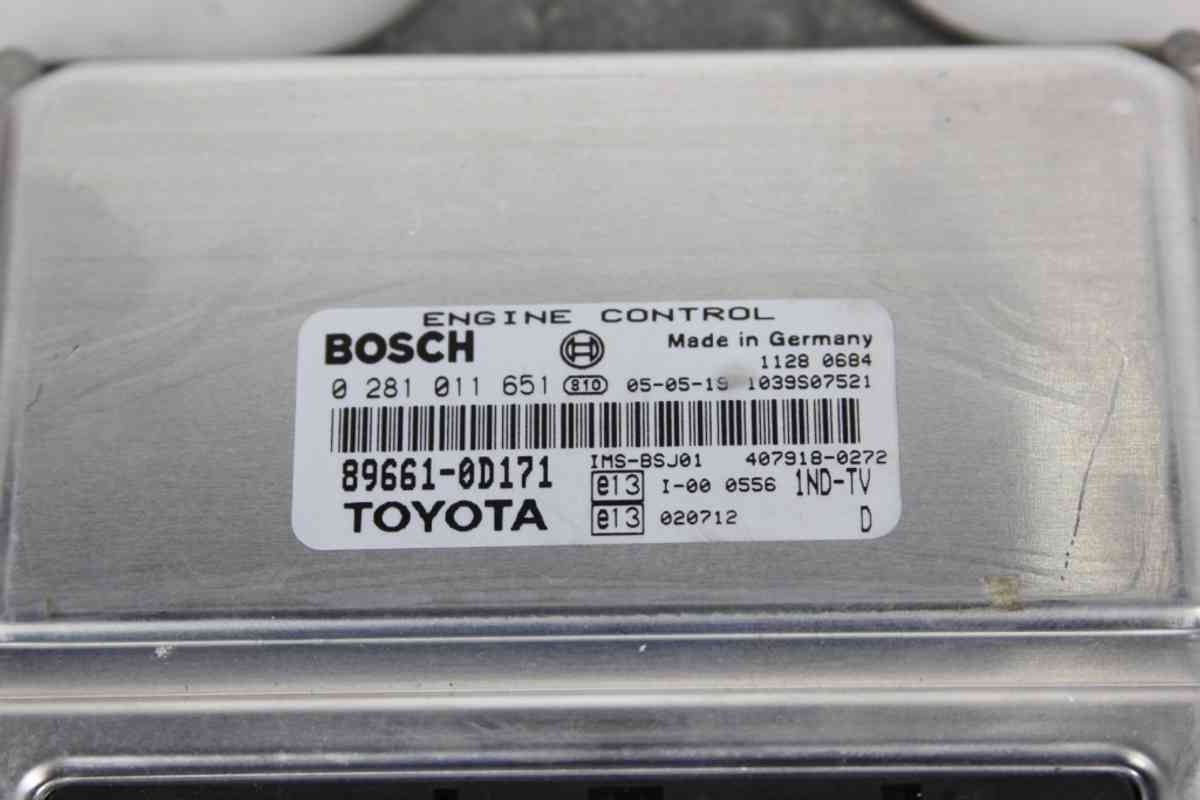 ENGINE CONTROL
BOSCH Made in Germany
1128 0684
0 281 011 651 810 05-05-19 1039S07521
IMS-BSJ01 407918-0272
89661-0D171 e13 I-00 0556 1ND-TV
TOYOTA e13 020712 D